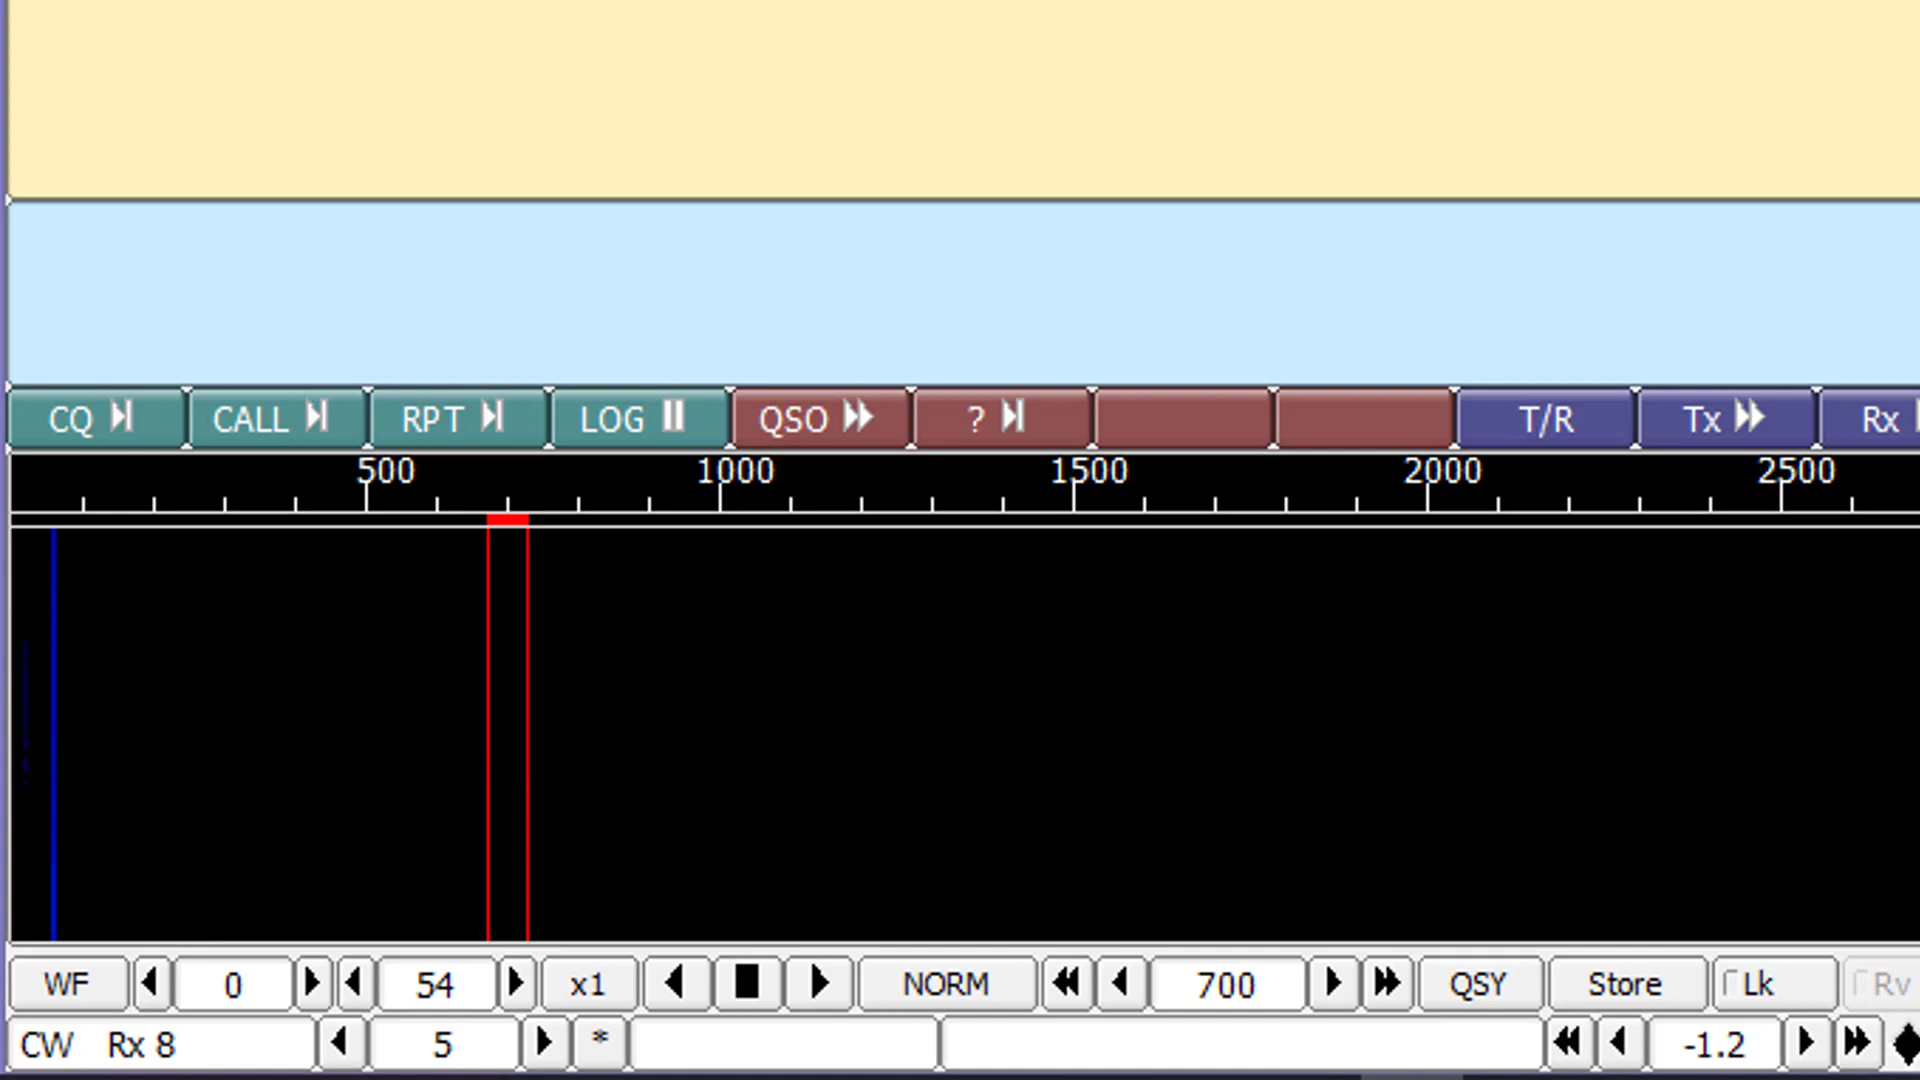 CQ CALL RPT LOG QSO ? T/R Tx Rx
500 1000 1500 2000 2500
WF 0 54 x1 NORM 700 QSY Store Lk Rv
CW Rx 8 5 * -1.2